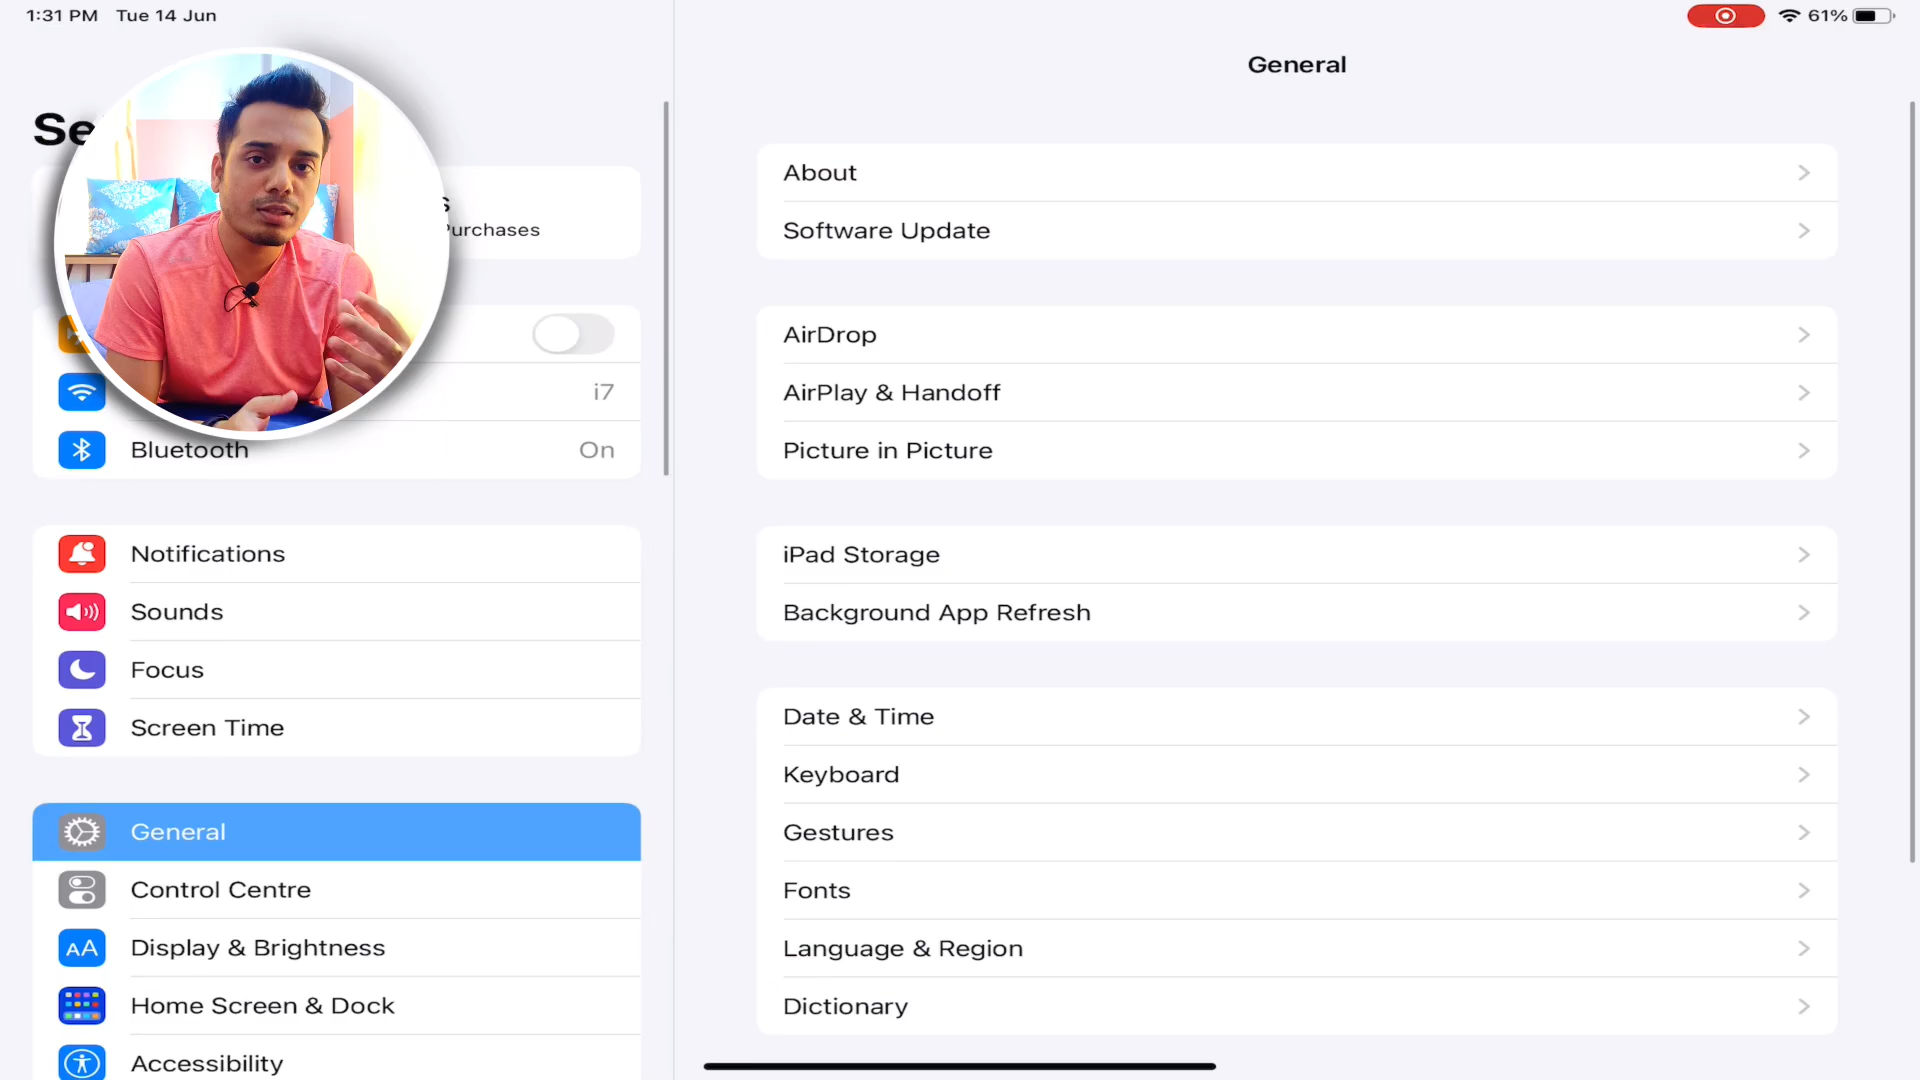 1:31 PM Tue 14 Jun
61%
General
Se
s
urchases
i7
Bluetooth On
Notifications
Sounds
Focus
Screen Time
General
Control Centre
AA Display & Brightness
Home Screen & Dock
Accessibility
About
Software Update
AirDrop
AirPlay & Handoff
Picture in Picture
iPad Storage
Background App Refresh
Date & Time
Keyboard
Gestures
Fonts
Language & Region
Dictionary